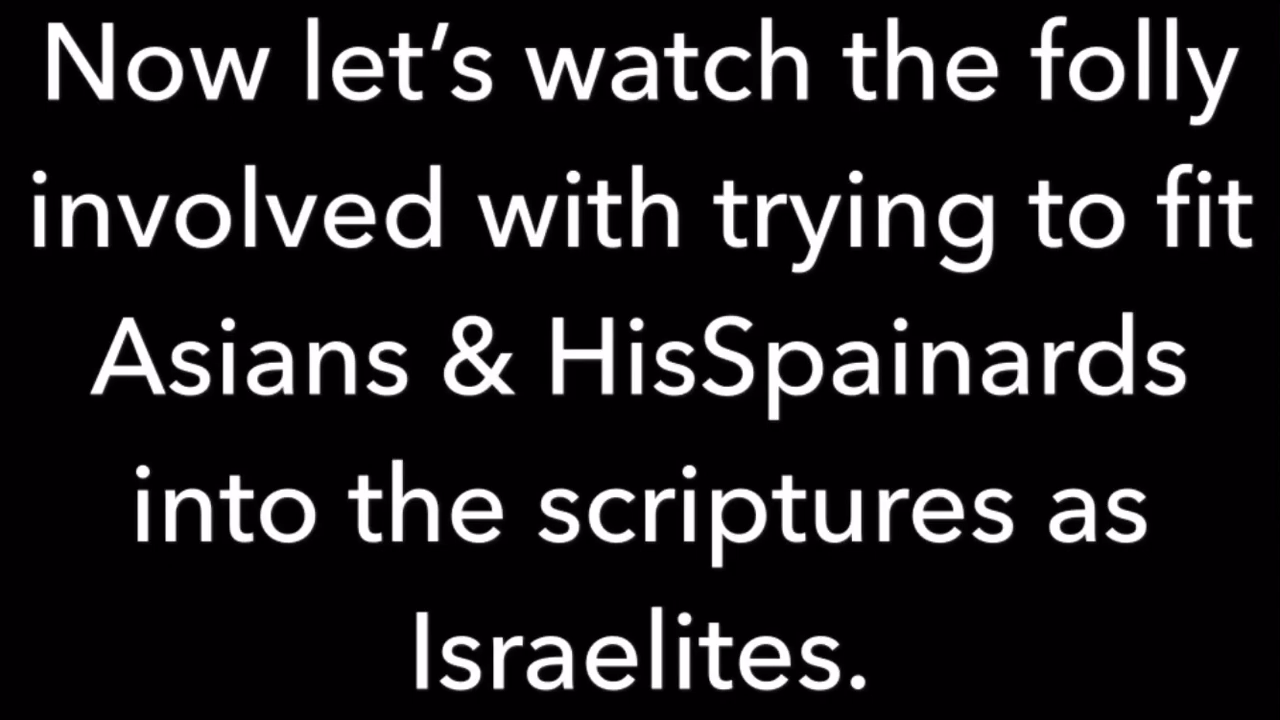 Now let’s watch the folly
involved with trying to fit
Asians & HisSpainards
into the scriptures as
Israelites.